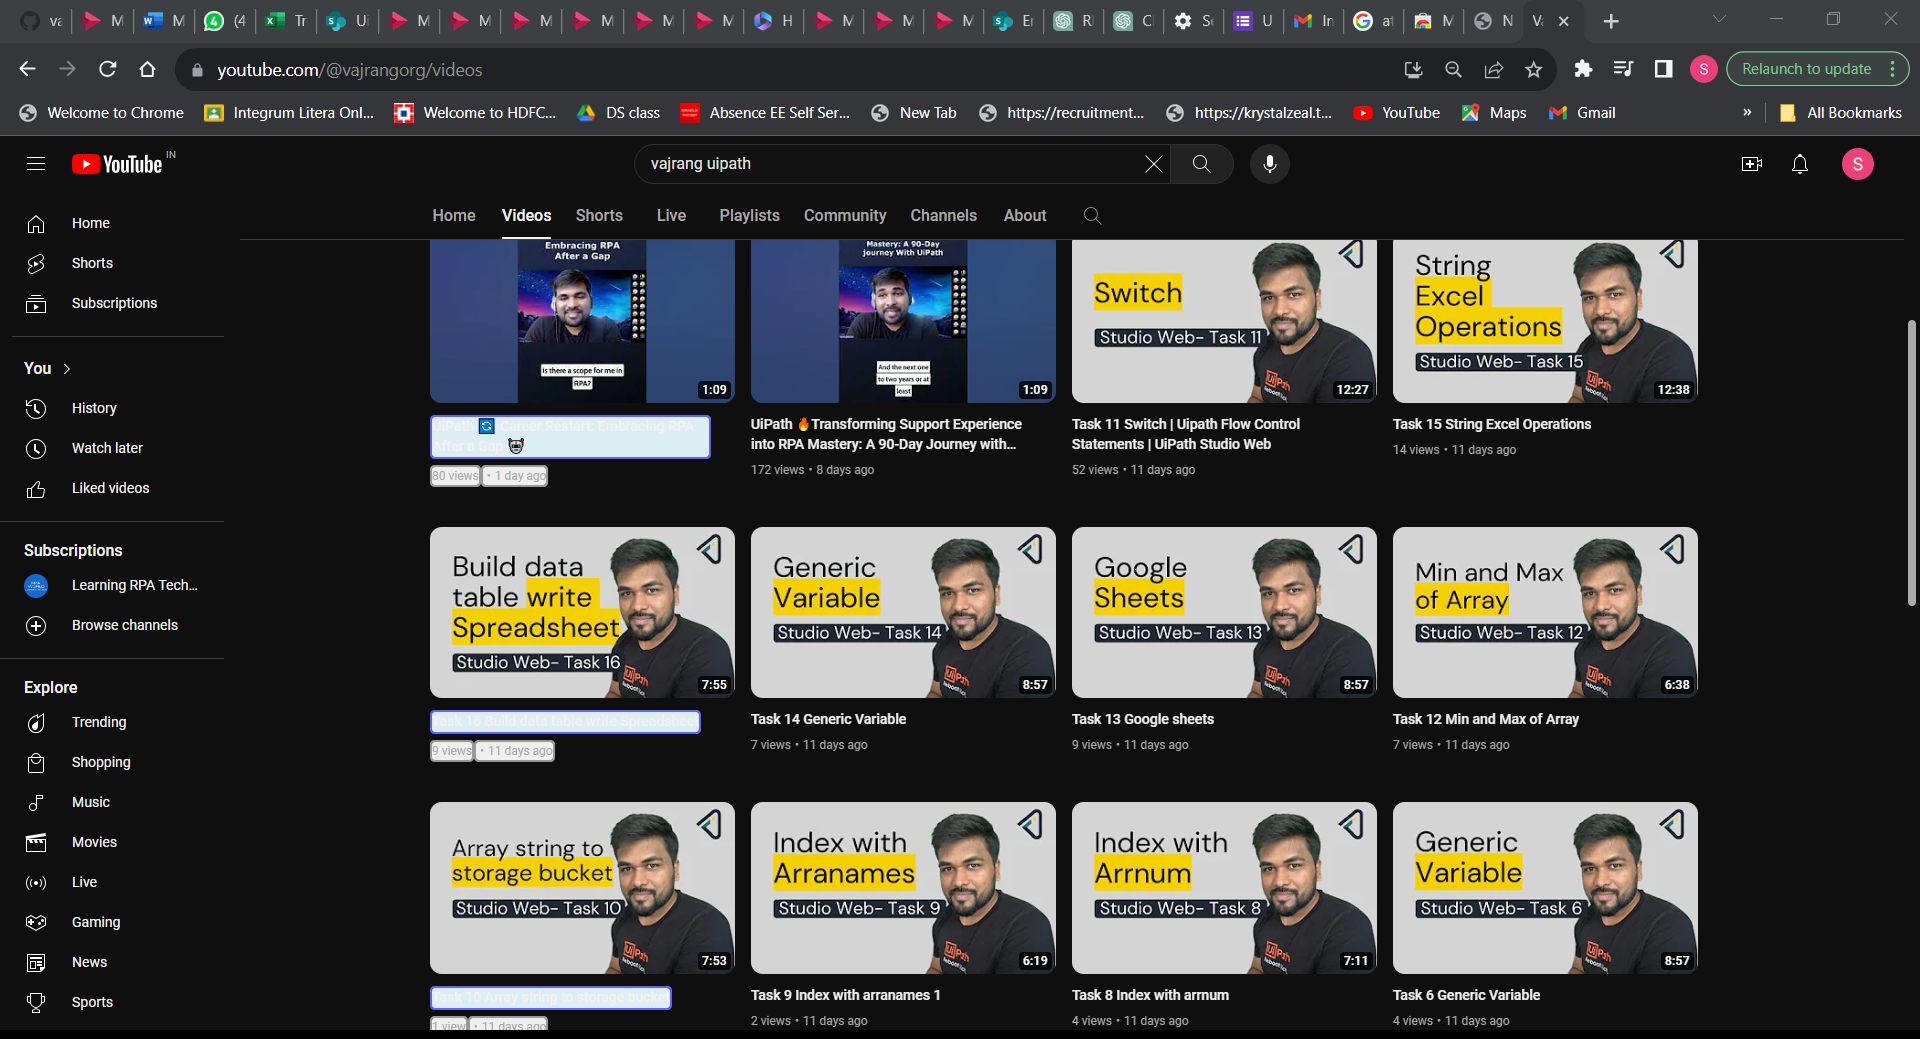 va
M
W
M
4
(4
Tr
Ui
M
M
M
M
M
M
H
M
M
M
Er
RI
Cl
Se
U
In
at
M
N
Va
youtube.com/@vajrangorg/videos
S
Relaunch to update
Welcome to Chrome
Integrum Litera Onl...
Welcome to HDFC...
DS class
Absence EE Self Ser...
New Tab
https://recruitment...
https://krystalzeal.t...
YouTube
Maps
Gmail
»
All Bookmarks
YouTube IN
vajrang uipath
S
Home
Videos
Shorts
Live
Playlists
Community
Channels
About
Home
Shorts
Subscriptions
You
History
Watch later
Liked videos
Subscriptions
Learning RPA Tech...
Browse channels
Explore
Trending
Shopping
Music
Movies
Live
Gaming
News
Sports
Embracing RPA
After a Gap
is there a scope for me in
RPA?
1:09
UiPath 🔄 Career Restart: Embracing RPA
After a Gap 🤖
80 views • 1 day ago
Mastery: A 90-Day
journey With UiPath
And the next one
to two years or at
least
1:09
UiPath 🔥Transforming Support Experience
into RPA Mastery: A 90-Day Journey with...
172 views • 8 days ago
Switch
Studio Web- Task 11
12:27
Task 11 Switch | Uipath Flow Control
Statements | UiPath Studio Web
52 views • 11 days ago
String
Excel
Operations
Studio Web- Task 15
12:38
Task 15 String Excel Operations
14 views • 11 days ago
Build data
table write
Spreadsheet
Studio Web- Task 16
7:55
Task 16 Build data table write Spreadsheet
9 views • 11 days ago
Generic
Variable
Studio Web- Task 14
8:57
Task 14 Generic Variable
7 views • 11 days ago
Google
Sheets
Studio Web- Task 13
8:57
Task 13 Google sheets
9 views • 11 days ago
Min and Max
of Array
Studio Web- Task 12
6:38
Task 12 Min and Max of Array
7 views • 11 days ago
Array string to
storage bucket
Studio Web- Task 10
7:53
Task 10 Array string to storage bucket
1 view • 11 days ago
Index with
Arranames
Studio Web- Task 9
6:19
Task 9 Index with arranames 1
2 views • 11 days ago
Index with
Arrnum
Studio Web- Task 8
7:11
Task 8 Index with arrnum
4 views • 11 days ago
Generic
Variable
Studio Web- Task 6
8:57
Task 6 Generic Variable
4 views • 11 days ago